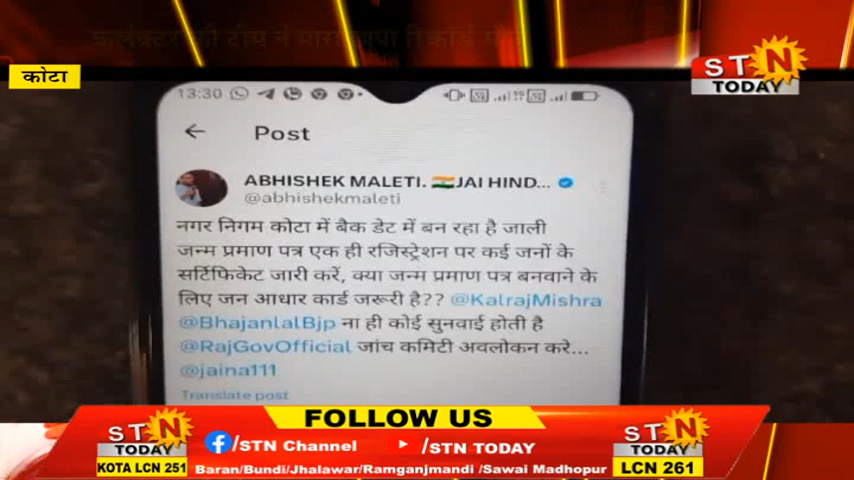 कोटा
STN
TODAY
13:30
Post
ABHISHEK MALETI. 🇮🇳JAI HIND...
@abhishekmaleti
नगर निगम कोटा में बैक डेट में बन रहा है जाली
जन्म प्रमाण पत्र एक ही रजिस्ट्रेशन पर कई जनों के
सर्टिफिकेट जारी करें, क्या जन्म प्रमाण पत्र बनवाने के
लिए जन आधार कार्ड जरूरी है?? @KalrajMishra
@BhajanlalBjp ना ही कोई सुनवाई होती है
@RajGovOfficial जांच कमिटी अवलोकन करे...
@jaina111
Translate post
FOLLOW US
STN
TODAY
KOTA LCN 251
/STN Channel
/STN TODAY
Baran/Bundi/Jhalawar/Ramganjmandi /Sawai Madhopur
STN
TODAY
LCN 261